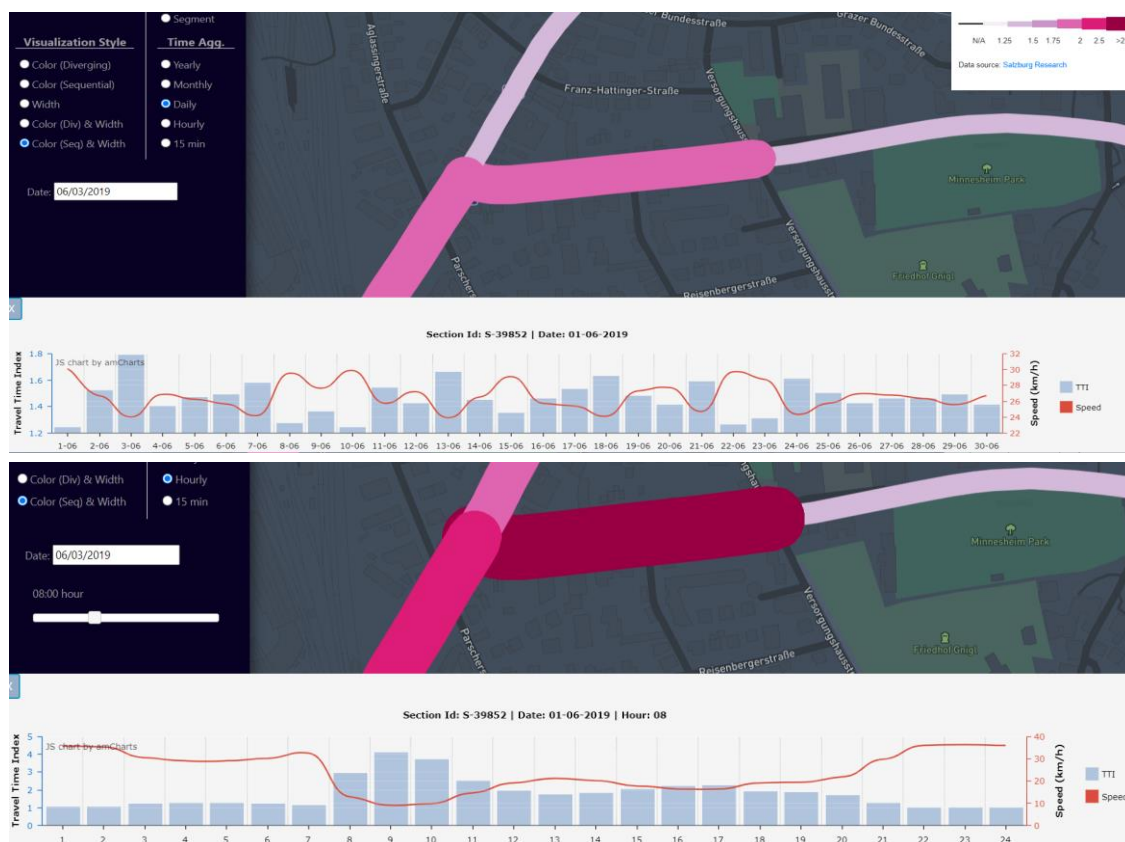 Segment
Visualization Style
Time Agg.
Color (Diverging)
Yearly
Color (Sequential)
Monthly
Width
Daily
Color (Div) & Width
Hourly
Color (Seq) & Width
15 min
Date: 06/03/2019
Aglassingerstraße
Grazer Bundesstraße
Grazer Bundesstraße
Franz-Hattinger-Straße
Minnesheim Park
Friedhof Gnigl
Reisenbergerstraße
Parschers
N/A 1.25 1.5 1.75 2 2.5 >2
Data source: Salzburg Research
X
Section Id: S-39852 | Date: 01-06-2019
JS chart by amCharts
Travel Time Index
1.8
1.6
1.4
1.2
32
30
28
26
24
22
Speed (km/h)
TTI
Speed
1-06 2-06 3-06 4-06 5-06 6-06 7-06 8-06 9-06 10-06 11-06 12-06 13-06 14-06 15-06 16-06 17-06 18-06 19-06 20-06 21-06 22-06 23-06 24-06 25-06 26-06 27-06 28-06 29-06 30-06
Color (Div) & Width
Hourly
Color (Seq) & Width
15 min
Date: 06/03/2019
08:00 hour
Minnesheim Park
Friedhof Gnigl
Reisenbergerstraße
Parschers
Section Id: S-39852 | Date: 01-06-2019 | Hour: 08
JS chart by amCharts
Travel Time Index
5
4
3
2
1
0
40
30
20
10
0
Speed (km/h)
TTI
Speed
1 2 3 4 5 6 7 8 9 10 11 12 13 14 15 16 17 18 19 20 21 22 23 24